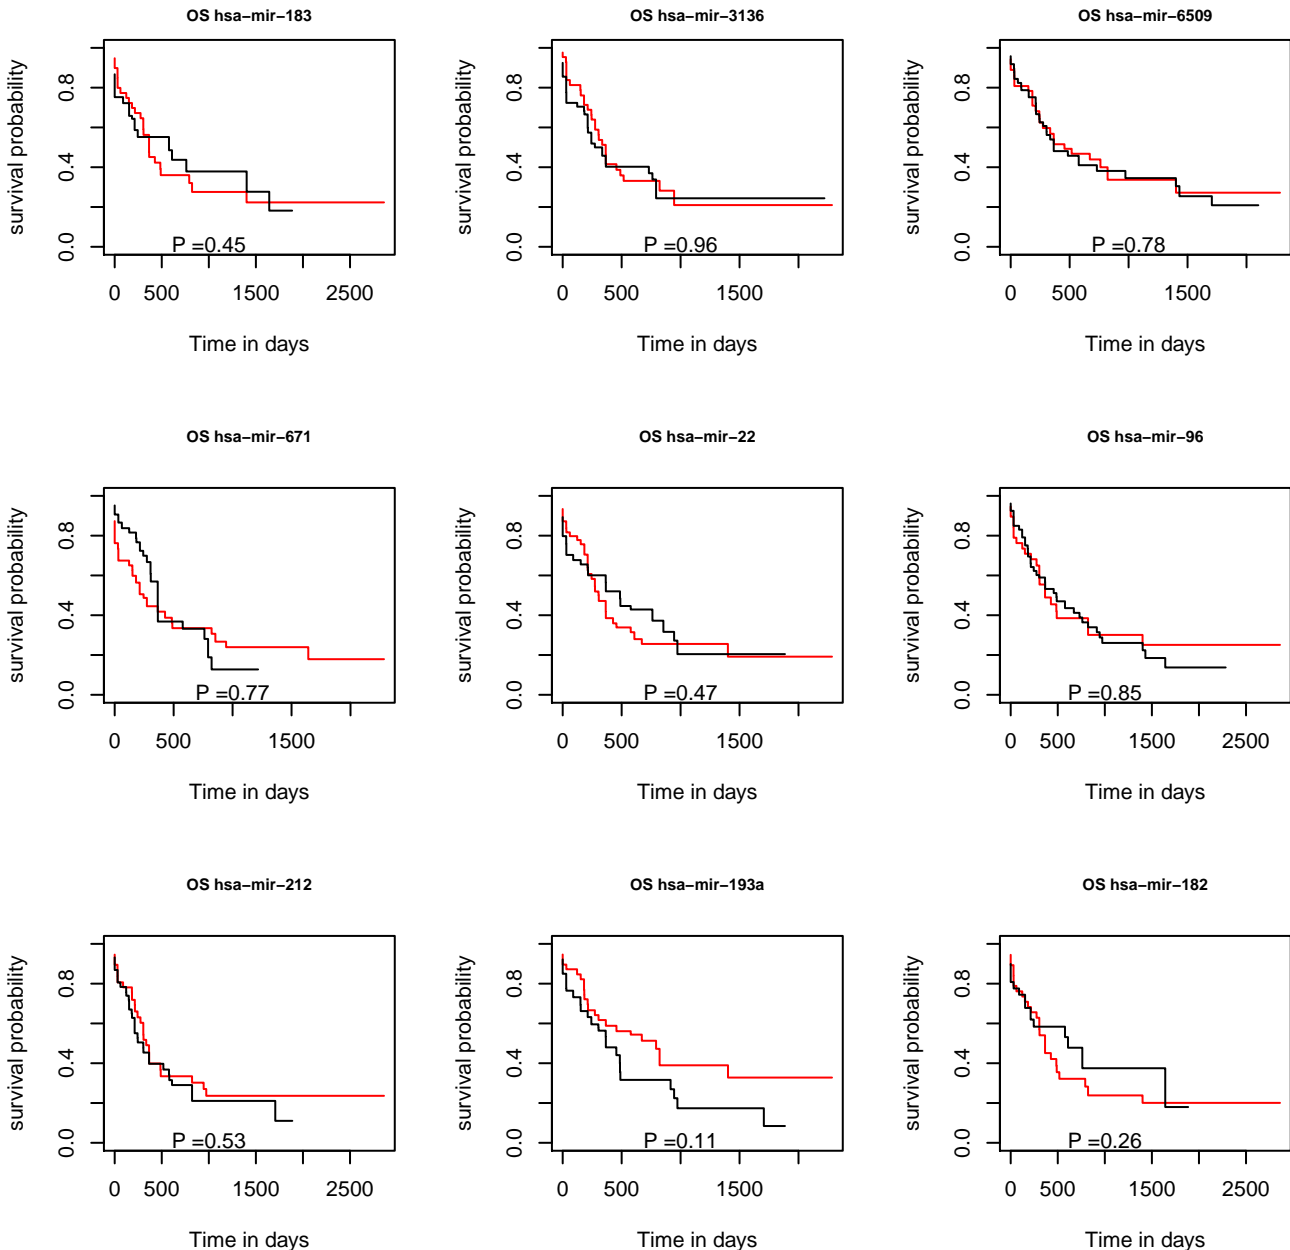 OS hsa−mir−183
survival probability
0.0 0.4 0.8
P =0.45
0 500 1500 2500
Time in days
OS hsa−mir−3136
survival probability
0.0 0.4 0.8
P =0.96
0 500 1500
Time in days
OS hsa−mir−6509
survival probability
0.0 0.4 0.8
P =0.78
0 500 1500
Time in days
OS hsa−mir−671
survival probability
0.0 0.4 0.8
P =0.77
0 500 1500
Time in days
OS hsa−mir−22
survival probability
0.0 0.4 0.8
P =0.47
0 500 1500
Time in days
OS hsa−mir−96
survival probability
0.0 0.4 0.8
P =0.85
0 500 1500 2500
Time in days
OS hsa−mir−212
survival probability
0.0 0.4 0.8
P =0.53
0 500 1500 2500
Time in days
OS hsa−mir−193a
survival probability
0.0 0.4 0.8
P =0.11
0 500 1500
Time in days
OS hsa−mir−182
survival probability
0.0 0.4 0.8
P =0.26
0 500 1500 2500
Time in days